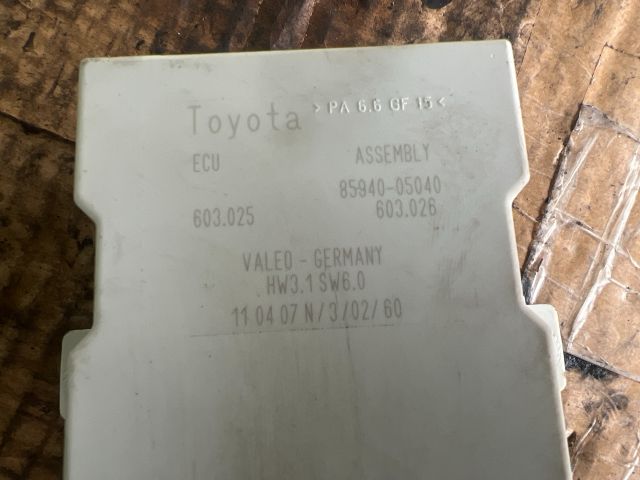 Toyota >PA 6.6 GF 15<
ECU ASSEMBLY
85940-05040
603.025 603.026
VALEO - GERMANY
HW3.1 SW6.0
11 04 07 N/3/02/60